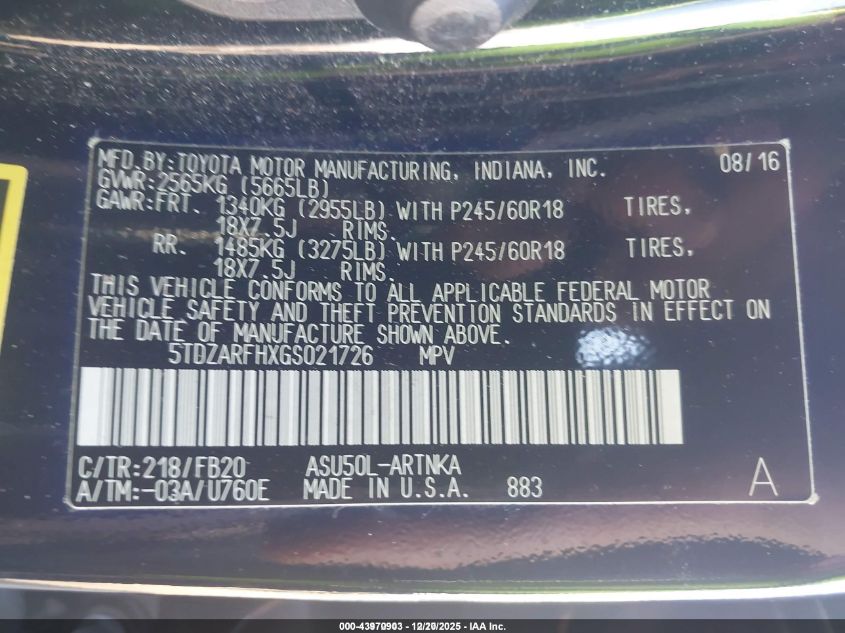 MFD.BY:TOYOTA MOTOR MANUFACTURING, INDIANA, INC. 08/16
GVWR:2565KG (5665LB)
GAWR:FRT. 1340KG (2955LB) WITH P245/60R18 TIRES,
18X7.5J RIMS.
RR. 1485KG (3275LB) WITH P245/60R18 TIRES,
18X7.5J RIMS.
THIS VEHICLE CONFORMS TO ALL APPLICABLE FEDERAL MOTOR
VEHICLE SAFETY AND THEFT PREVENTION STANDARDS IN EFFECT ON
THE DATE OF MANUFACTURE SHOWN ABOVE.
5TDZARFHXGS021726 MPV
C/TR:218/FB20 ASU50L-ARTNKA
A/TM:-03A/U760E MADE IN U.S.A. 883 A
000-43970903 - 12/20/2025 - IAA Inc.